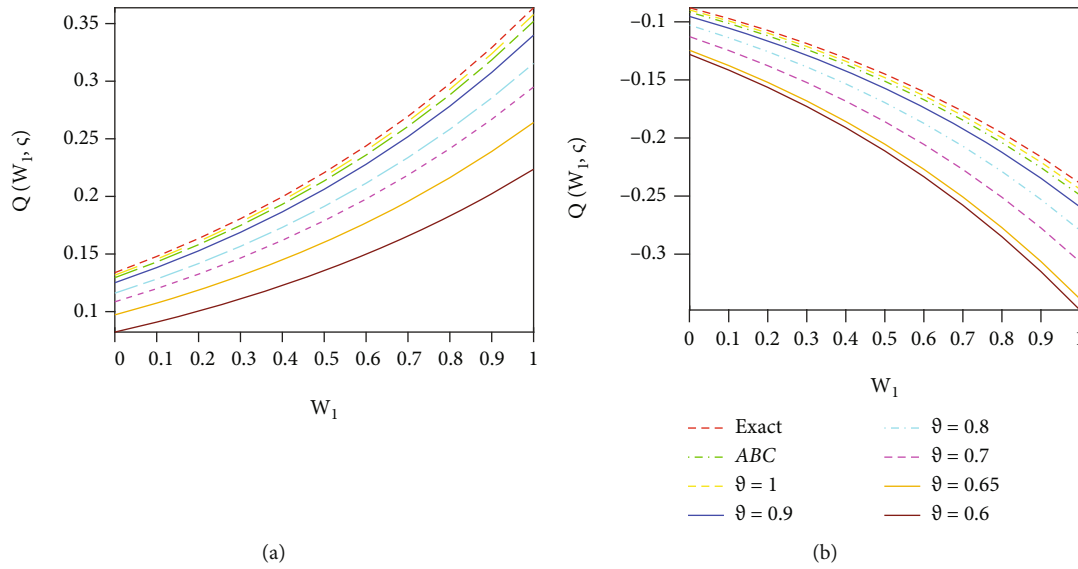 0.35
0.3
0.25
0.2
0.15
0.1
Q (W1, ς)
0 0.1 0.2 0.3 0.4 0.5 0.6 0.7 0.8 0.9 1
W1
(a)
−0.1
−0.15
−0.2
−0.25
−0.3
Q (W1, ς)
0 0.1 0.2 0.3 0.4 0.5 0.6 0.7 0.8 0.9 1
W1
Exact
ABC
ϑ = 1
ϑ = 0.9
ϑ = 0.8
ϑ = 0.7
ϑ = 0.65
ϑ = 0.6
(b)